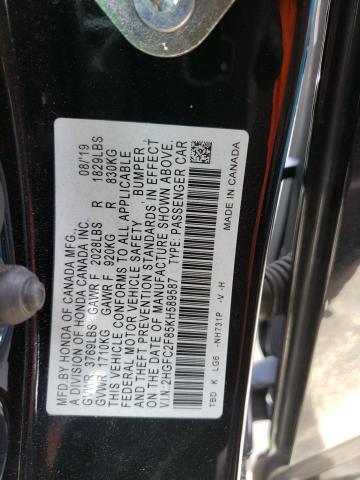 MFD. BY HONDA OF CANADA MFG., 08/19
A DIVISION OF HONDA CANADA INC.
GVWR 3769LBS GAWR F 2028LBS R 1829LBS
GVWR 1710KG GAWR F 920KG R 830KG
THIS VEHICLE CONFORMS TO ALL APPLICABLE
FEDERAL MOTOR VEHICLE SAFETY, BUMPER,
AND THEFT PREVENTION STANDARDS IN EFFECT
ON THE DATE OF MANUFACTURE SHOWN ABOVE.
V.I.N. 2HGFC2F85KH589587 TYPE: PASSENGER CAR
TBD K LG6 -NH731P -V -H MADE IN CANADA